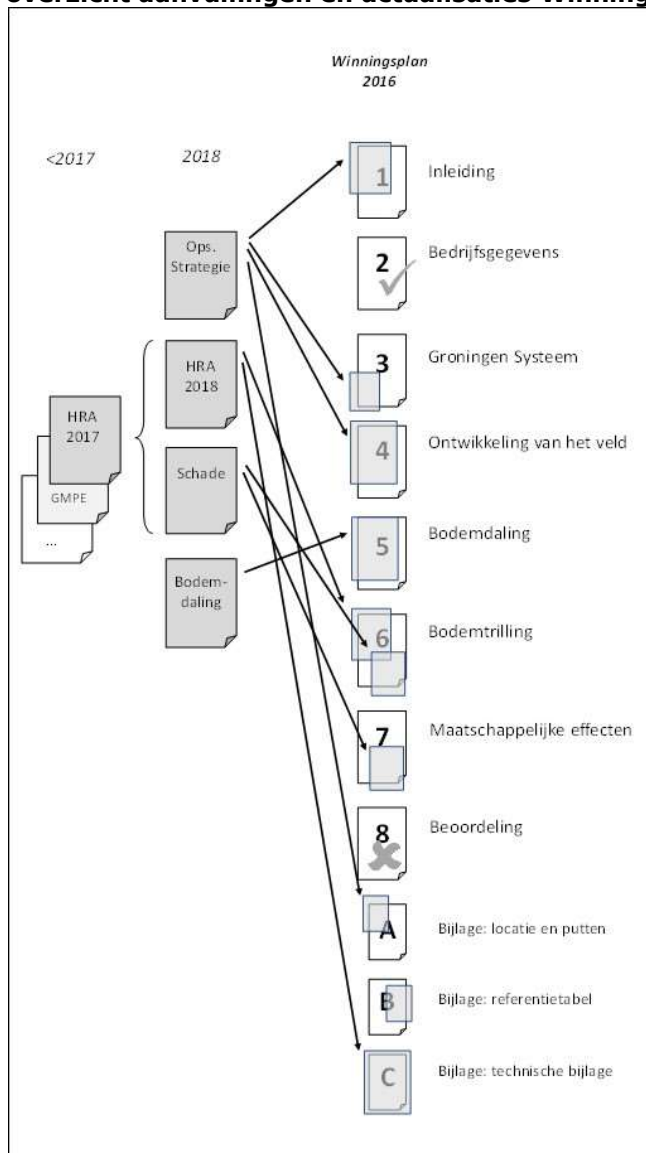 overzicht aanvullingen en actualisaties Winning
Winningsplan
2016
<2017
2018
1
Inleiding
Ops.
Strategie
2
Bedrijfsgegevens
HRA
2018
3
Groningen Systeem
HRA
2017
GMPE
...
4
Ontwikkeling van het veld
Schade
5
Bodemdaling
Bodem-
daling
6
Bodemtrilling
7
Maatschappelijke effecten
8
Beoordeling
A
Bijlage: locatie en putten
B
Bijlage: referentietabel
C
Bijlage: technische bijlage